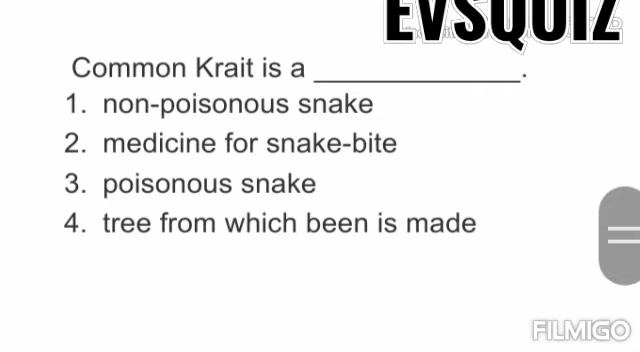 EVSQUIZ
Common Krait is a ______________.
1. non-poisonous snake
2. medicine for snake-bite
3. poisonous snake
4. tree from which been is made
FILMIGO